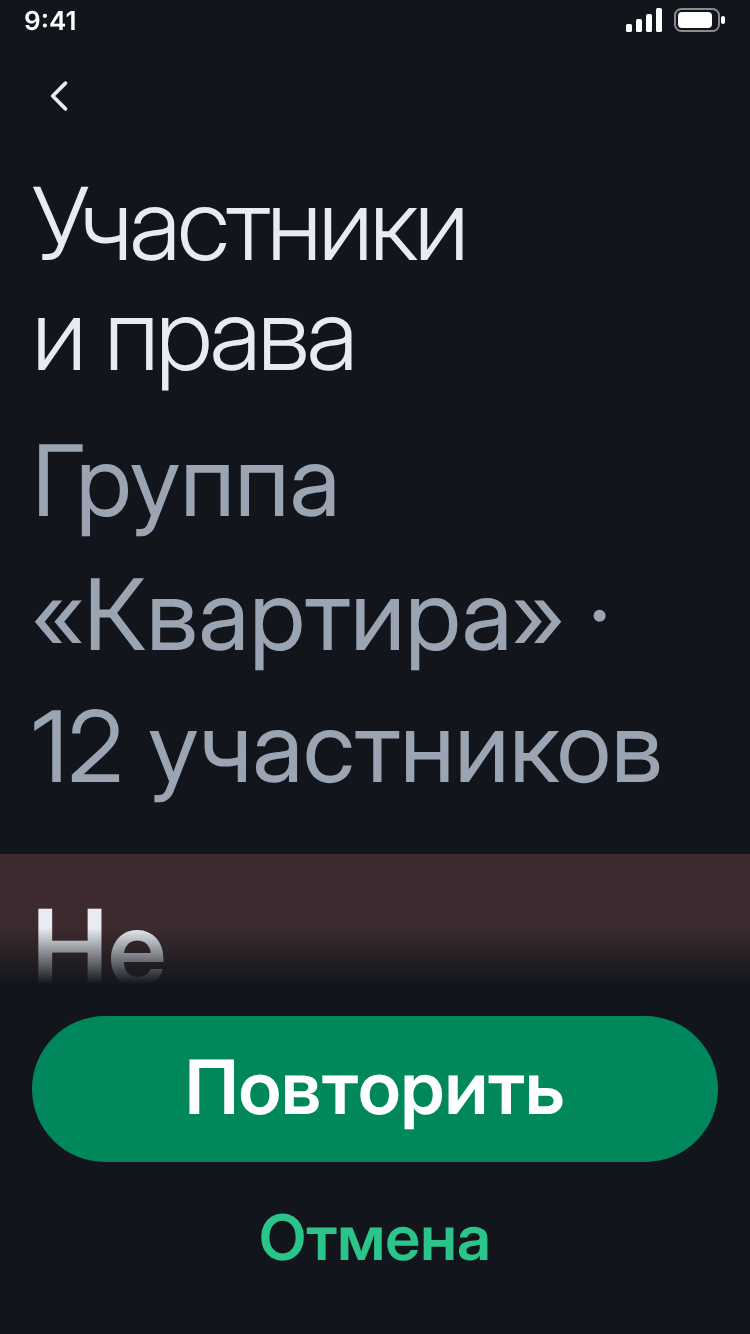 9:41
Участники
и права
Группа
«Квартира» ·
12 участников
Не
Повторить
Отмена